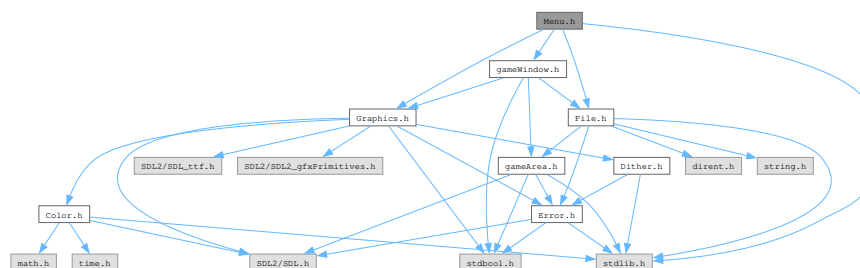 Menu.h
gameWindow.h
Graphics.h
File.h
SDL2/SDL_ttf.h
SDL2/SDL2_gfxPrimitives.h
gameArea.h
Dither.h
dirent.h
string.h
Color.h
Error.h
math.h
time.h
SDL2/SDL.h
stdbool.h
stdlib.h